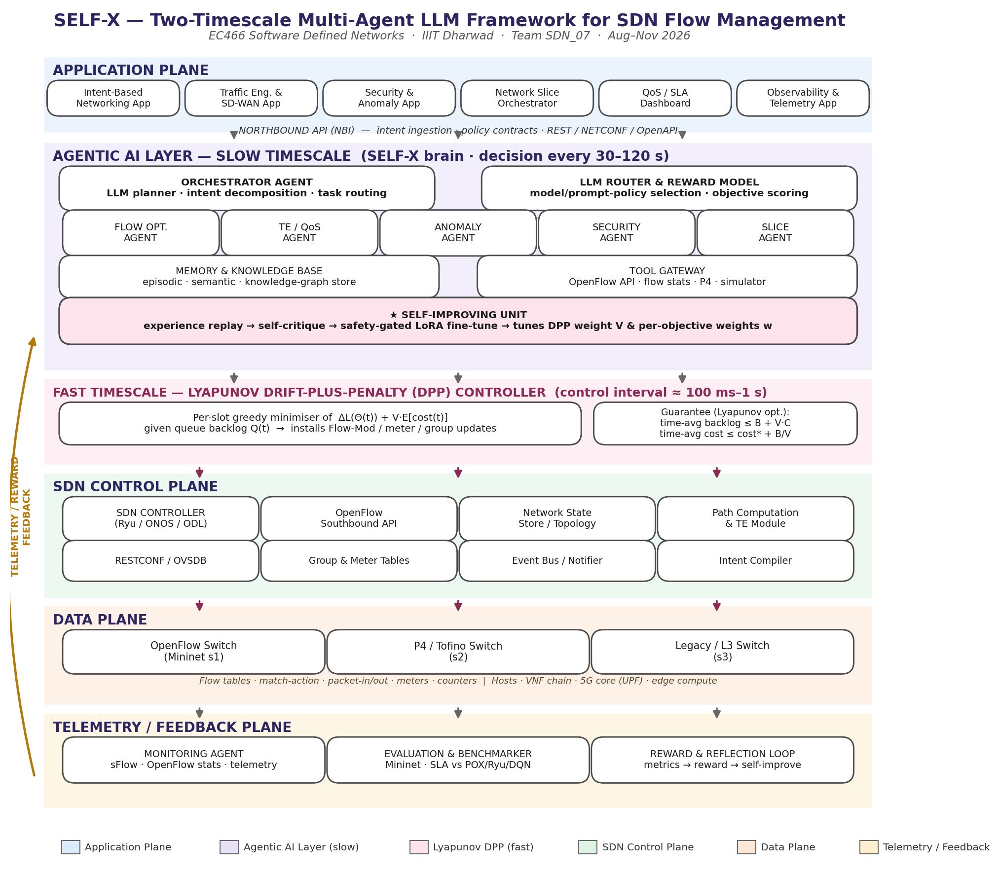 SELF-X — Two-Timescale Multi-Agent LLM Framework for SDN Flow Management
EC466 Software Defined Networks · IIIT Dharwad · Team SDN_07 · Aug–Nov 2026
APPLICATION PLANE
Intent-Based
Networking App
Traffic Eng. &
SD-WAN App
Security &
Anomaly App
Network Slice
Orchestrator
QoS / SLA
Dashboard
Observability &
Telemetry App
NORTHBOUND API (NBI) — intent ingestion · policy contracts · REST / NETCONF / OpenAPI
AGENTIC AI LAYER — SLOW TIMESCALE (SELF-X brain · decision every 30–120 s)
ORCHESTRATOR AGENT
LLM planner · intent decomposition · task routing
LLM ROUTER & REWARD MODEL
model/prompt-policy selection · objective scoring
FLOW OPT.
AGENT
TE / QoS
AGENT
ANOMALY
AGENT
SECURITY
AGENT
SLICE
AGENT
MEMORY & KNOWLEDGE BASE
episodic · semantic · knowledge-graph store
TOOL GATEWAY
OpenFlow API · flow stats · P4 · simulator
★ SELF-IMPROVING UNIT
experience replay → self-critique → safety-gated LoRA fine-tune → tunes DPP weight V & per-objective weights w
FAST TIMESCALE — LYAPUNOV DRIFT-PLUS-PENALTY (DPP) CONTROLLER (control interval ≈ 100 ms–1 s)
Per-slot greedy minimiser of ΔL(Θ(t)) + V·E[cost(t)]
given queue backlog Q(t) → installs Flow-Mod / meter / group updates
Guarantee (Lyapunov opt.):
time-avg backlog ≤ B + V·C
time-avg cost ≤ cost* + B/V
TELEMETRY / REWARD
FEEDBACK
SDN CONTROL PLANE
SDN CONTROLLER
(Ryu / ONOS / ODL)
OpenFlow
Southbound API
Network State
Store / Topology
Path Computation
& TE Module
RESTCONF / OVSDB
Group & Meter Tables
Event Bus / Notifier
Intent Compiler
DATA PLANE
OpenFlow Switch
(Mininet s1)
P4 / Tofino Switch
(s2)
Legacy / L3 Switch
(s3)
Flow tables · match-action · packet-in/out · meters · counters | Hosts · VNF chain · 5G core (UPF) · edge compute
TELEMETRY / FEEDBACK PLANE
MONITORING AGENT
sFlow · OpenFlow stats · telemetry
EVALUATION & BENCHMARKER
Mininet · SLA vs POX/Ryu/DQN
REWARD & REFLECTION LOOP
metrics → reward → self-improve
Application Plane
Agentic AI Layer (slow)
Lyapunov DPP (fast)
SDN Control Plane
Data Plane
Telemetry / Feedback